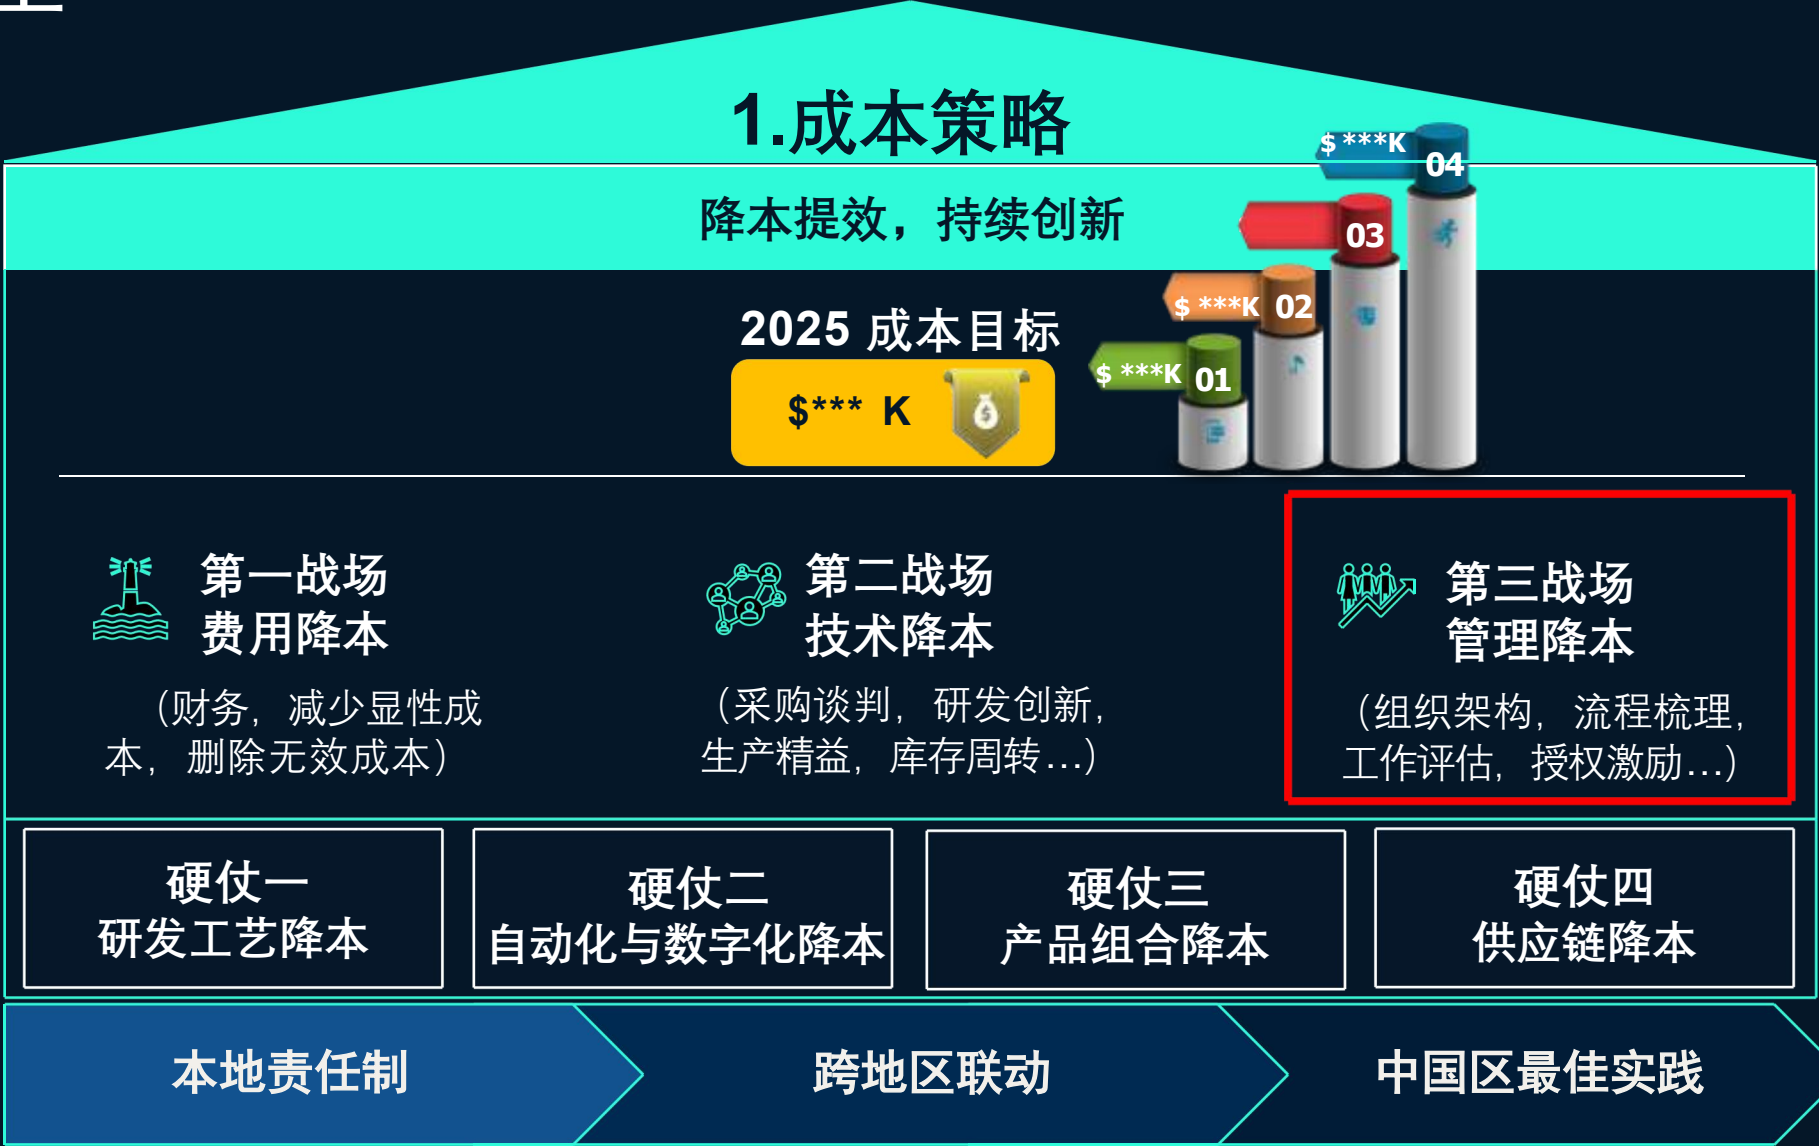 1.成本策略
降本提效，持续创新
$ ***K 04
03
$ ***K 02
$ ***K 01
2025 成本目标
$*** K
第一战场
费用降本
（财务，减少显性成
本，删除无效成本）
第二战场
技术降本
（采购谈判，研发创新，
生产精益，库存周转...）
第三战场
管理降本
（组织架构，流程梳理，
工作评估，授权激励...）
硬仗一
研发工艺降本
硬仗二
自动化与数字化降本
硬仗三
产品组合降本
硬仗四
供应链降本
本地责任制
跨地区联动
中国区最佳实践